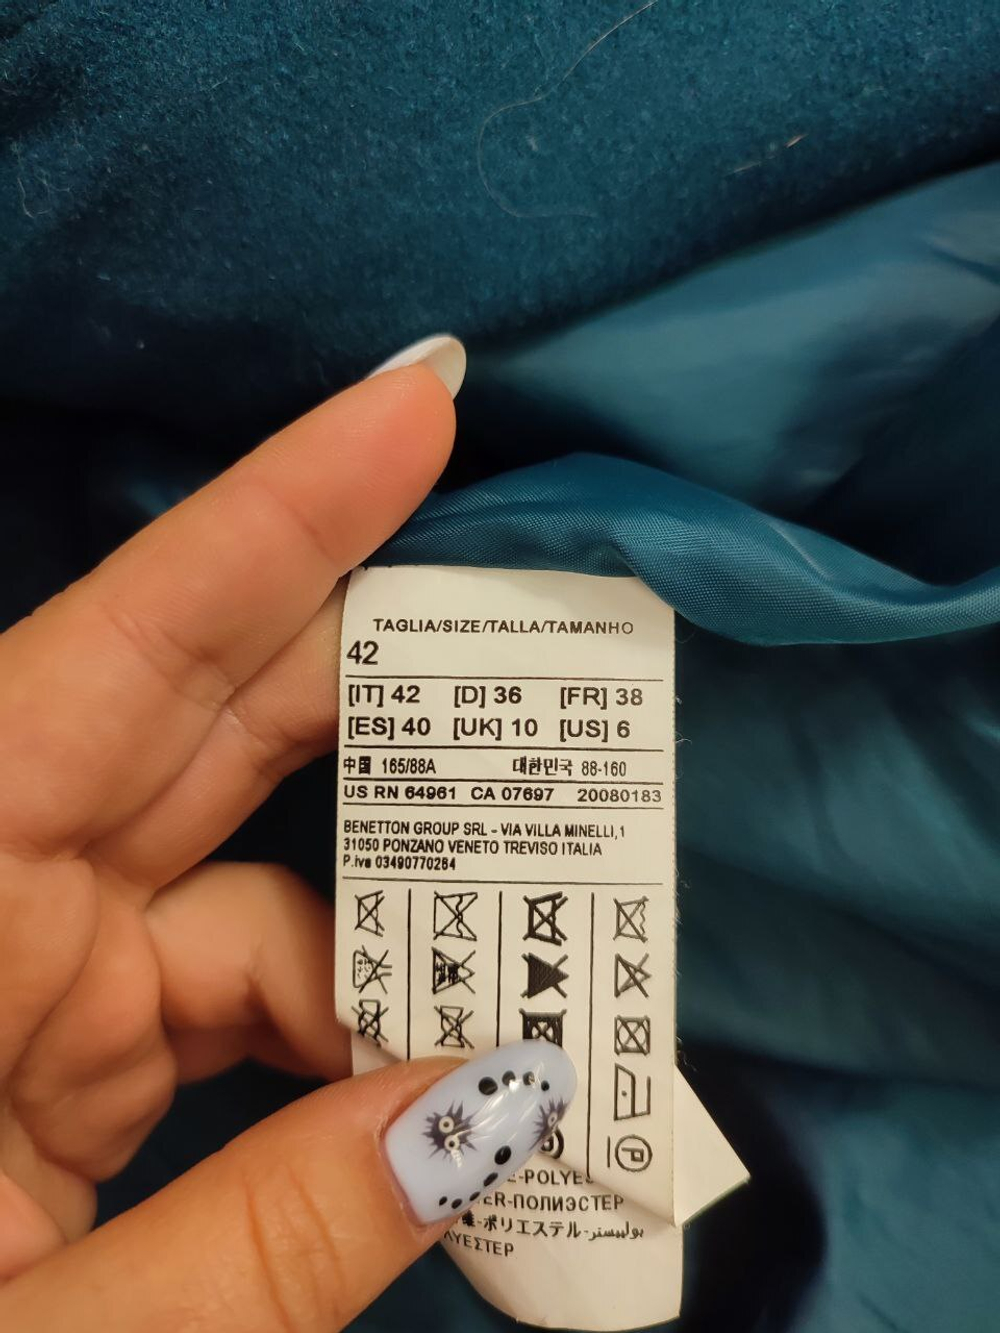 TAGLIA/SIZE/TALLA/TAMANHO
42
[IT] 42 [D] 36 [FR] 38
[ES] 40 [UK] 10 [US] 6
中国 165/88A 대한민국 88-160
US RN 64961 CA 07697 20080183
BENETTON GROUP SRL - VIA VILLA MINELLI,1
31050 PONZANO VENETO TREVISO ITALIA
P.iva 03490770264
P
-POLYES
ER-ПОЛИЭСТЕР
-ポリエステル-بوليستر
ΛΥΕΣΤΕΡ